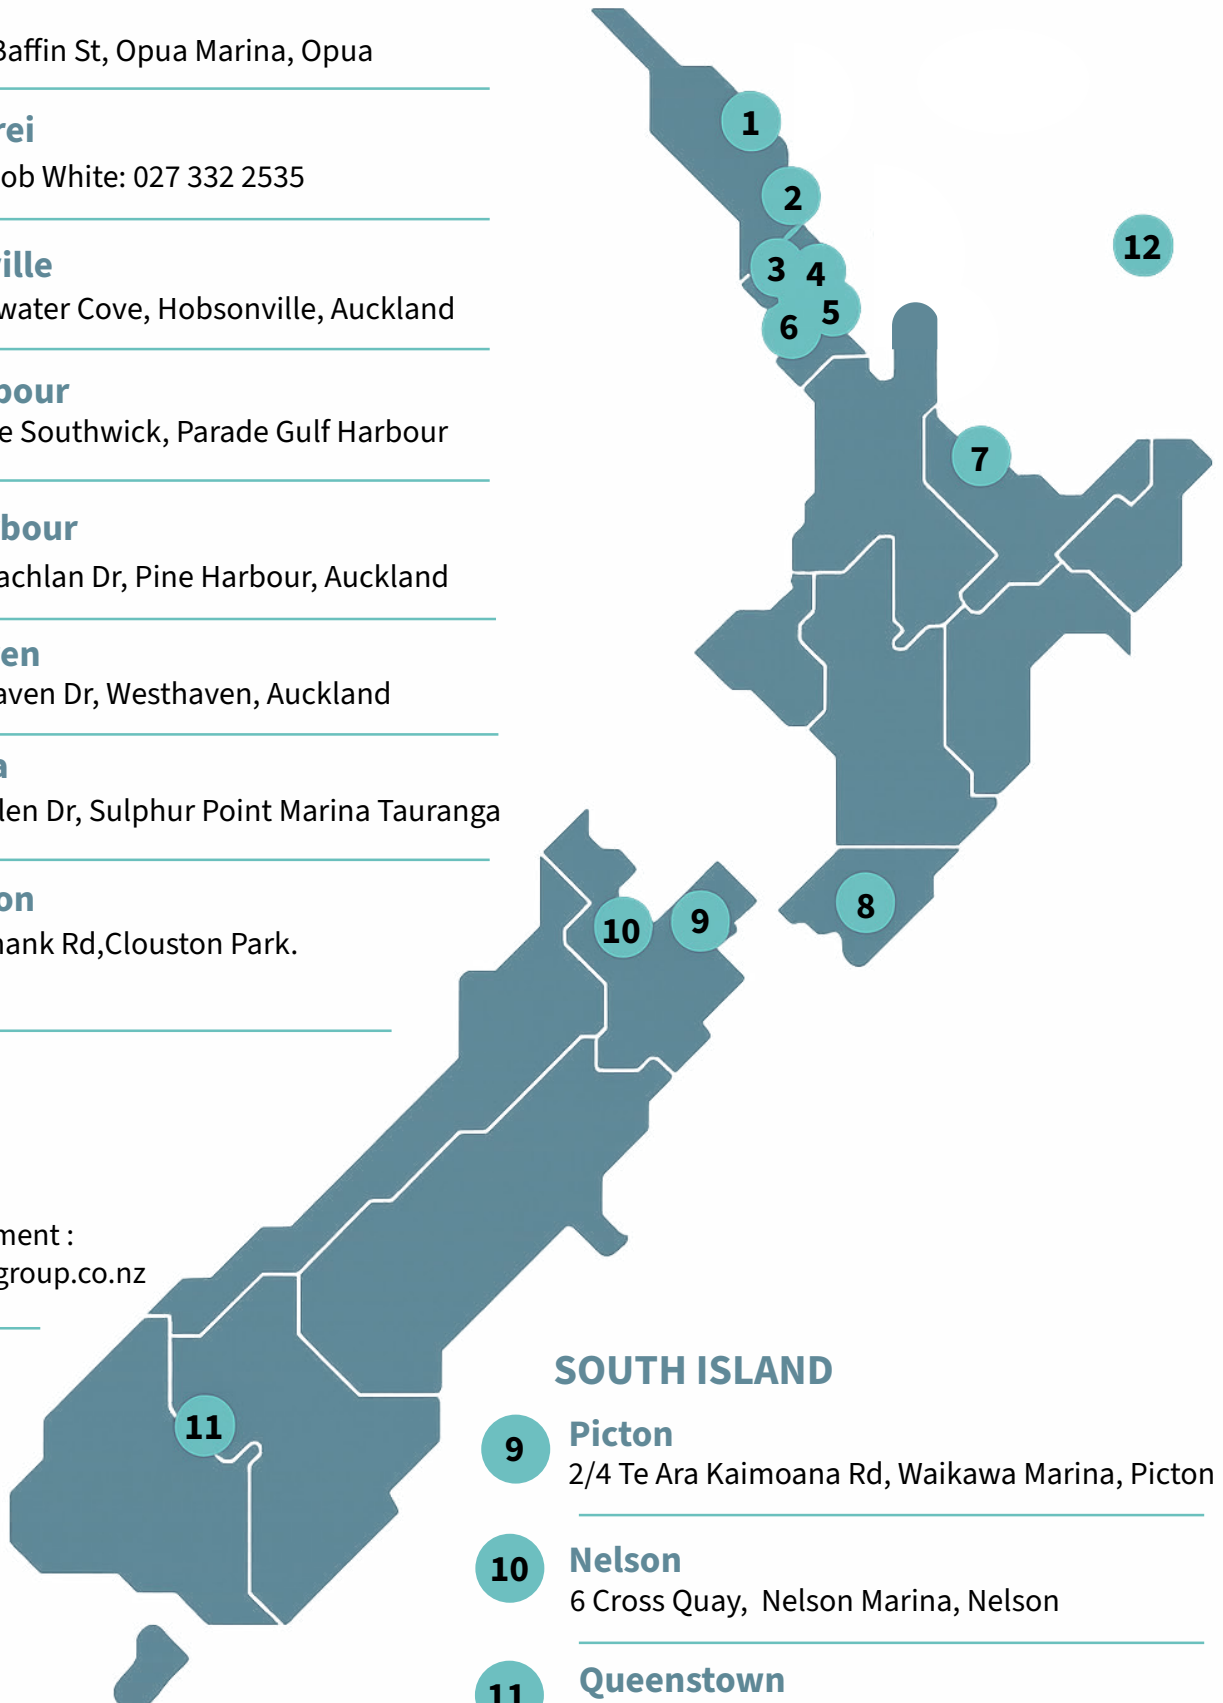 Baffin St, Opua Marina, Opua
rei
ob White: 027 332 2535
ille
water Cove, Hobsonville, Auckland
bour
e Southwick, Parade Gulf Harbour
bour
achlan Dr, Pine Harbour, Auckland
en
aven Dr, Westhaven, Auckland
a
len Dr, Sulphur Point Marina Tauranga
on
hank Rd,Clouston Park.
ment :
group.co.nz
1
2
3
4
5
6
7
12
8
9
10
11
SOUTH ISLAND
9
Picton
2/4 Te Ara Kaimoana Rd, Waikawa Marina, Picton
10
Nelson
6 Cross Quay, Nelson Marina, Nelson
11
Queenstown